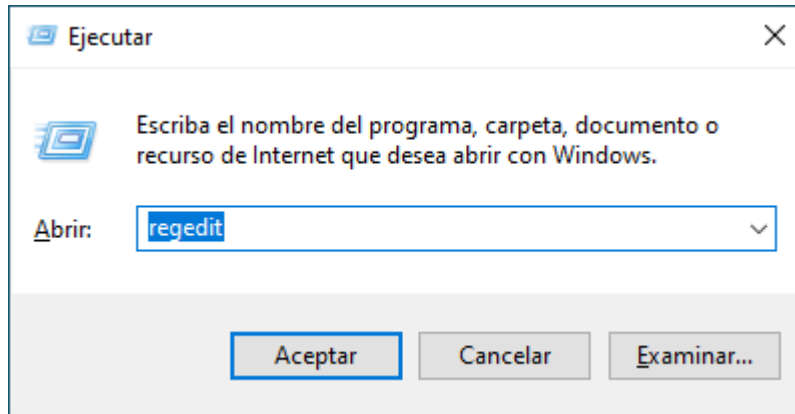 Ejecutar
Escriba el nombre del programa, carpeta, documento o
recurso de Internet que desea abrir con Windows.
Abrir: regedit
Aceptar Cancelar Examinar...